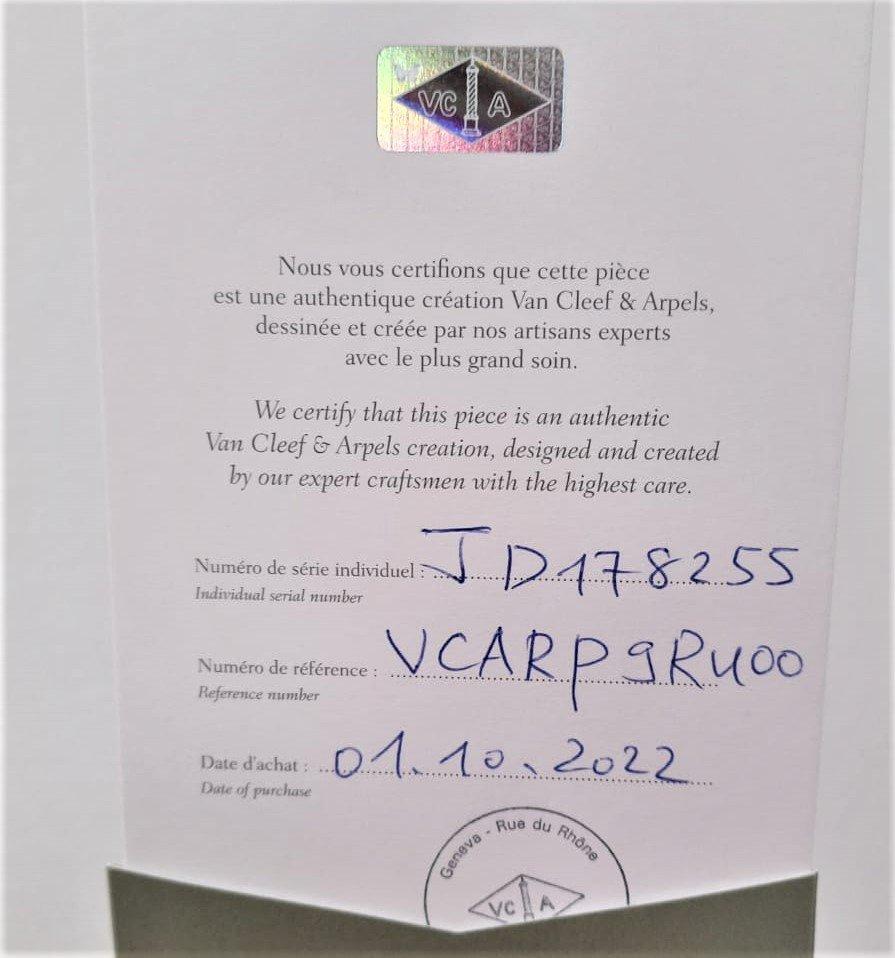 VC A
Nous vous certifions que cette pièce
est une authentique création Van Cleef & Arpels,
dessinée et créée par nos artisans experts
avec le plus grand soin.
We certify that this piece is an authentic
Van Cleef & Arpels creation, designed and created
by our expert craftsmen with the highest care.
Numéro de série individuel : JD178255
Individual serial number
Numéro de référence : VCARP9RU00
Reference number
Date d'achat : 01.10.2022
Date of purchase
Geneva - Rue du Rhône
VC A